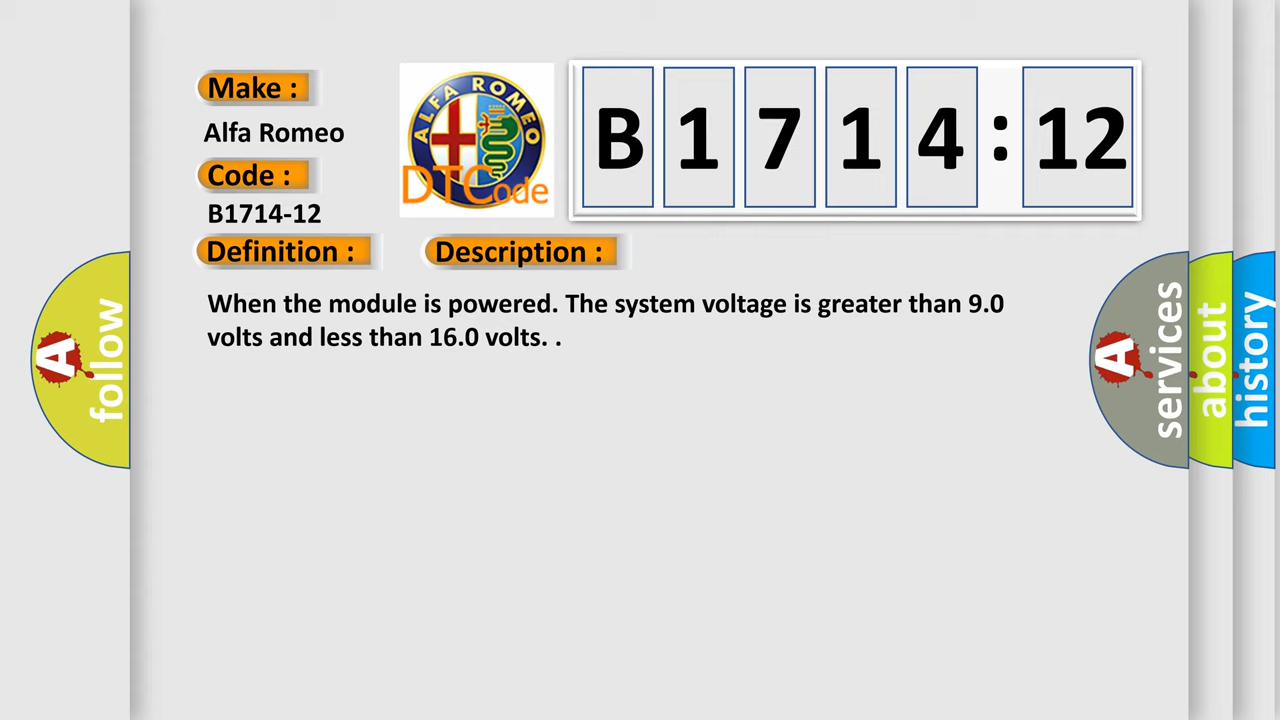 Make :
Alfa Romeo
Code :
B1714-12
Definition :
Description :
When the module is powered. The system voltage is greater than 9.0
volts and less than 16.0 volts. .
ALFA ROMEO
DTCode
B 1 7 1 4 : 12
A follow
A services
about
history